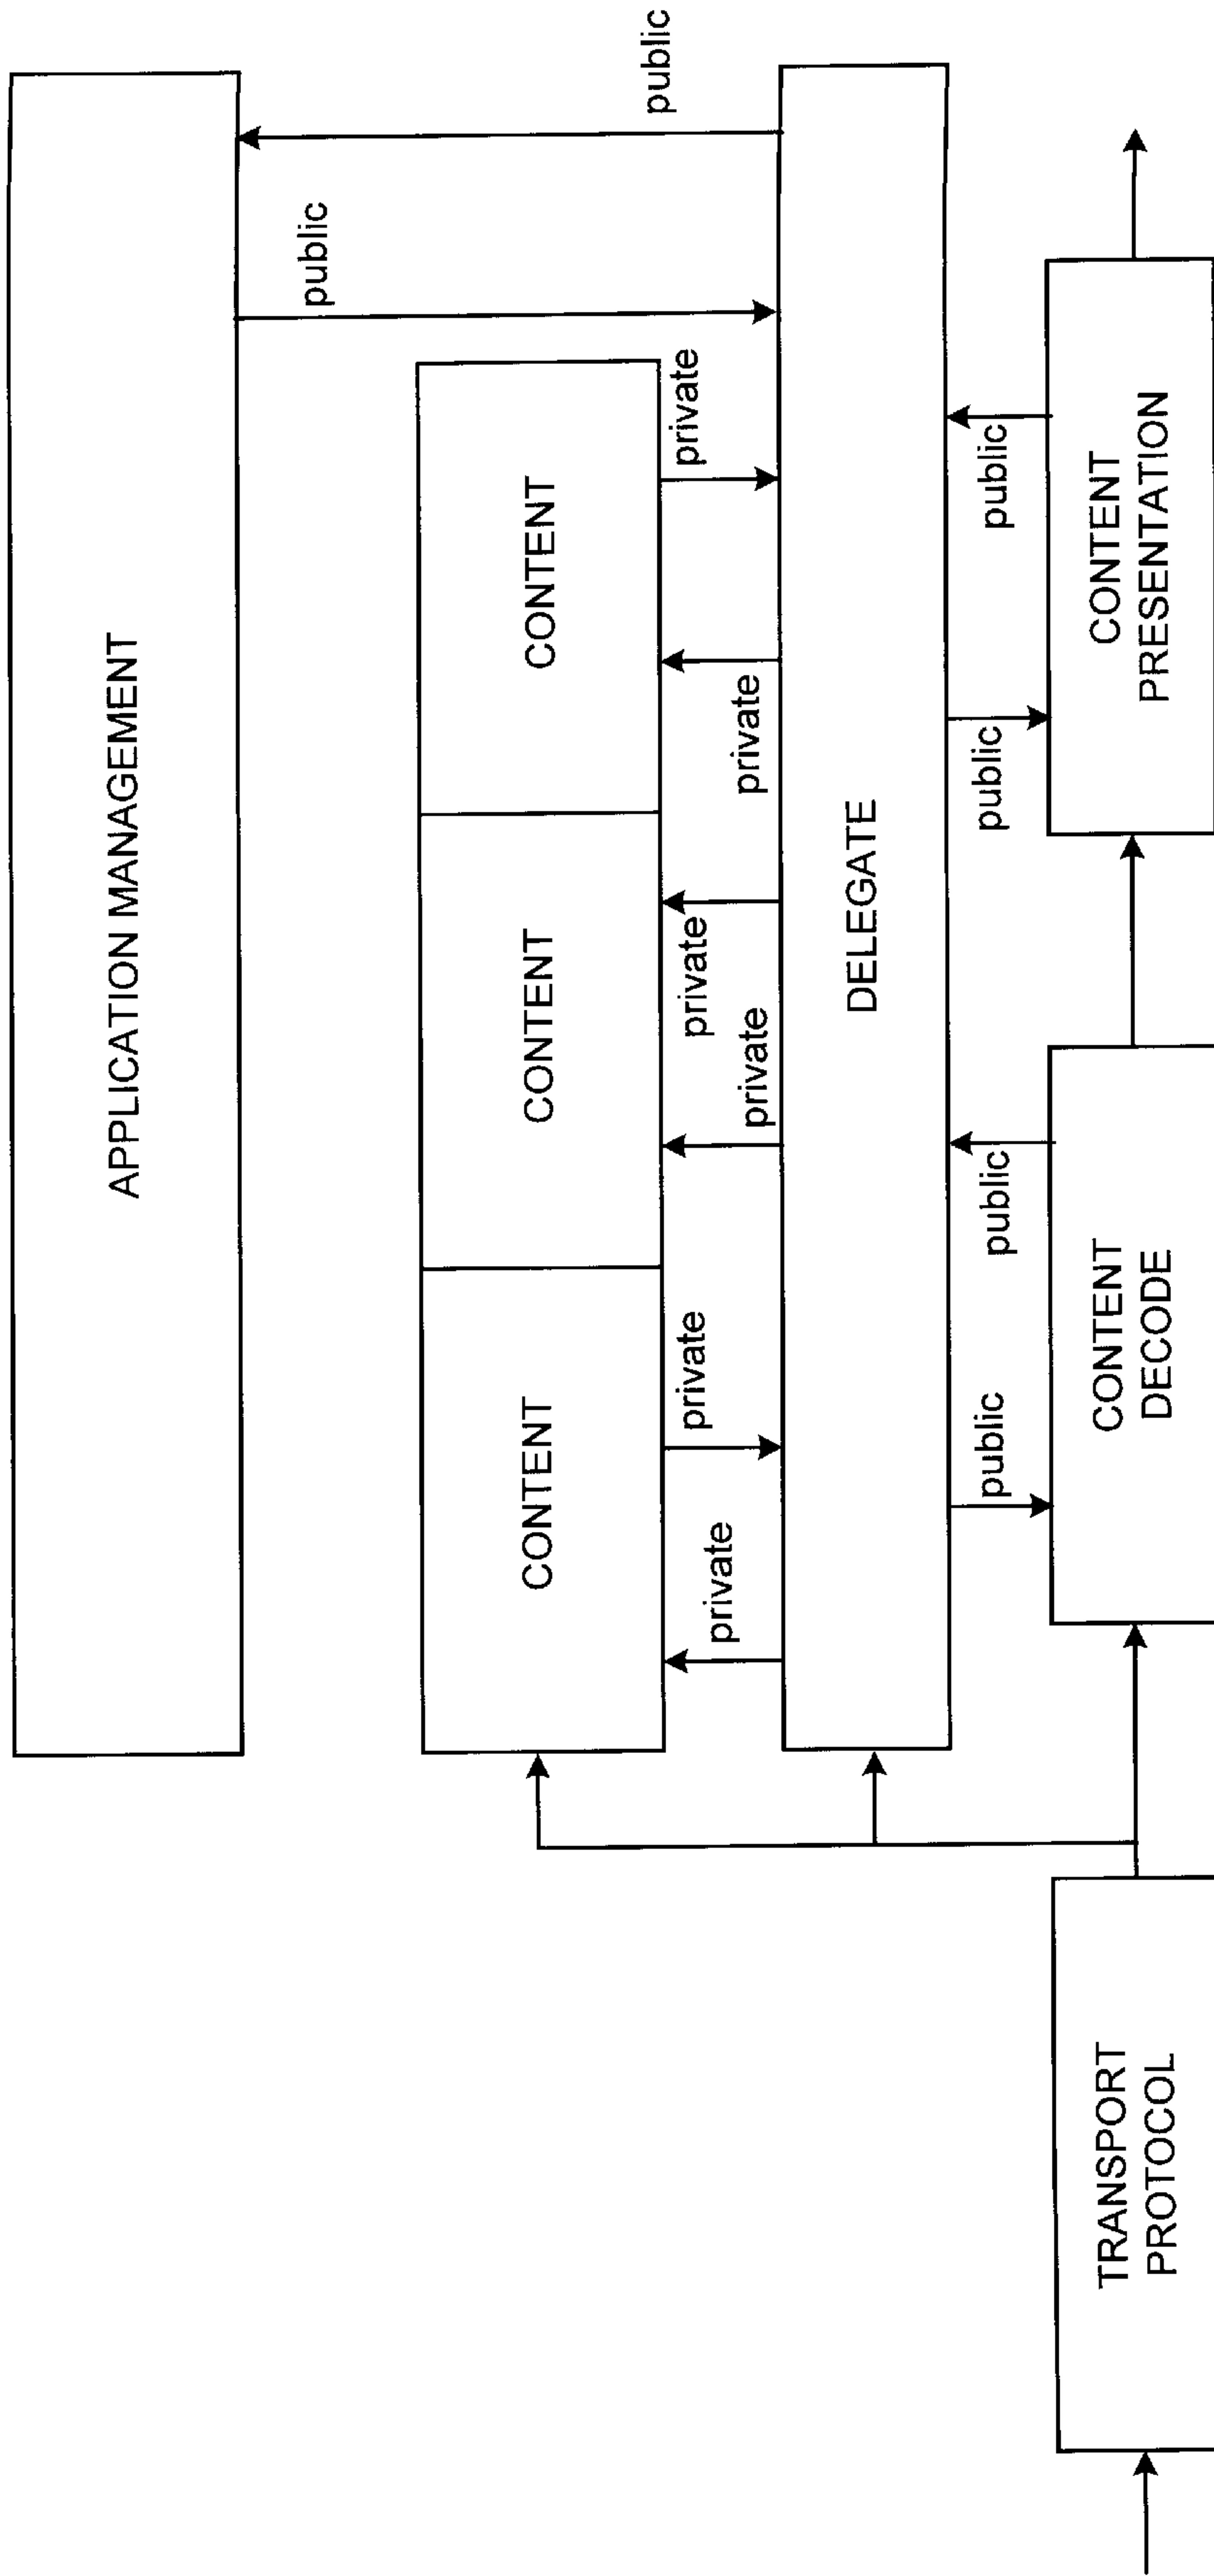 APPLICATION MANAGEMENT
public
public
CONTENT
CONTENT
CONTENT
private
private
private
private
private
private
DELEGATE
public
public
public
public
TRANSPORT
PROTOCOL
CONTENT
DECODE
CONTENT
PRESENTATION